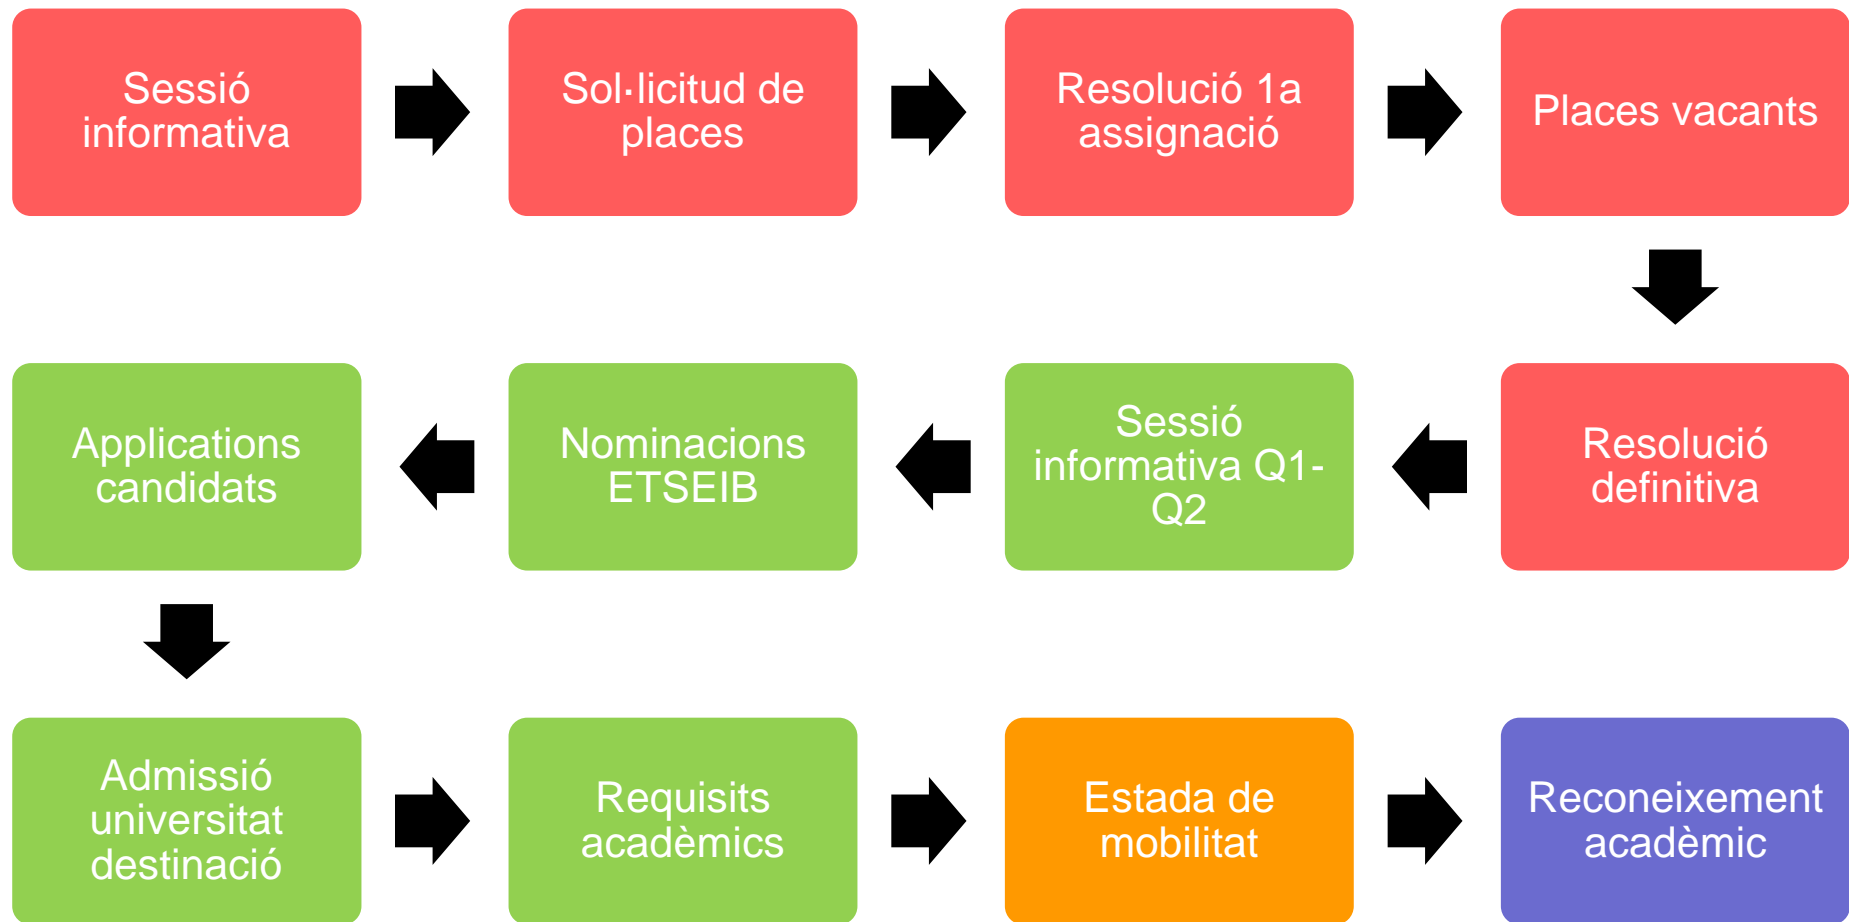 Sessió
informativa
Sol·licitud de
places
Resolució 1a
assignació
Places vacants
Resolució
definitiva
Sessió
informativa Q1-
Q2
Nominacions
ETSEIB
Applications
candidats
Admissió
universitat
destinació
Requisits
acadèmics
Estada de
mobilitat
Reconeixement
acadèmic